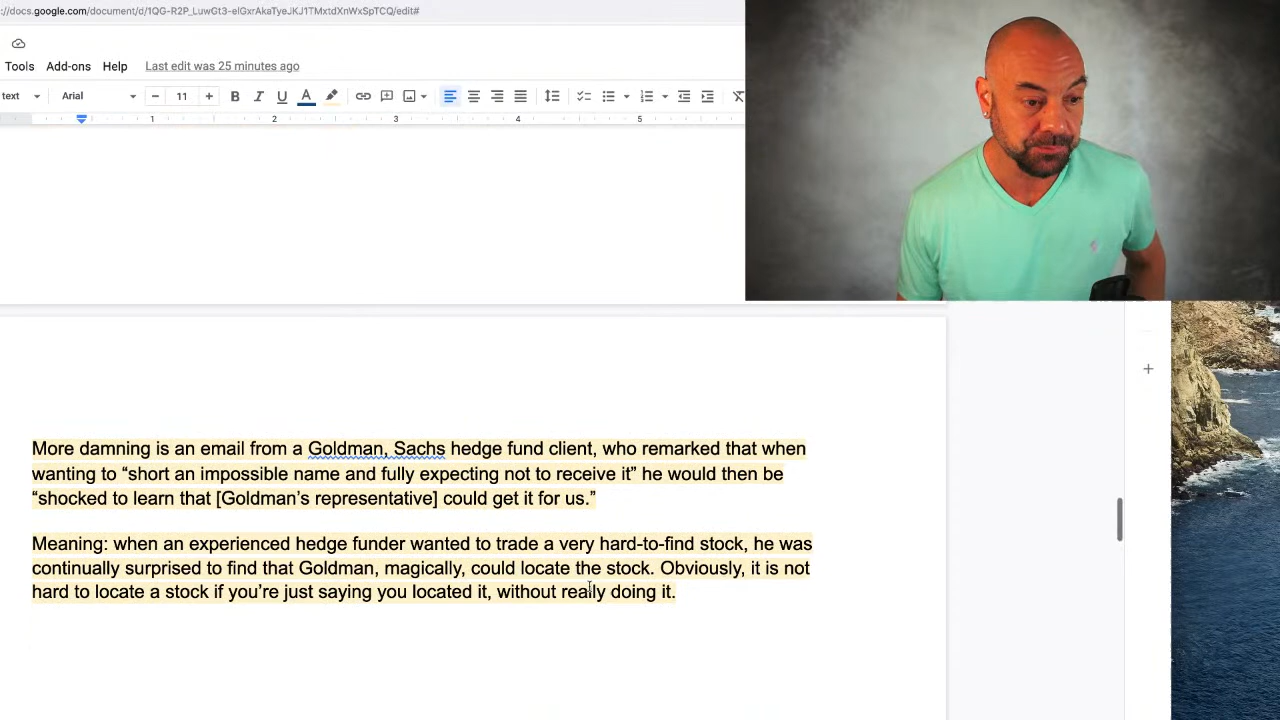 ://docs.google.com/document/d/1QG-R2P_LuwGt3-elGxrAkaTyeJKJ1TMxtdXnWxSpTCQ/edit#
Tools Add-ons Help Last edit was 25 minutes ago
text Arial 11
1 2 3 4 5
More damning is an email from a Goldman, Sachs hedge fund client, who remarked that when
wanting to “short an impossible name and fully expecting not to receive it” he would then be
“shocked to learn that [Goldman’s representative] could get it for us.”
Meaning: when an experienced hedge funder wanted to trade a very hard-to-find stock, he was
continually surprised to find that Goldman, magically, could locate the stock. Obviously, it is not
hard to locate a stock if you’re just saying you located it, without really doing it.